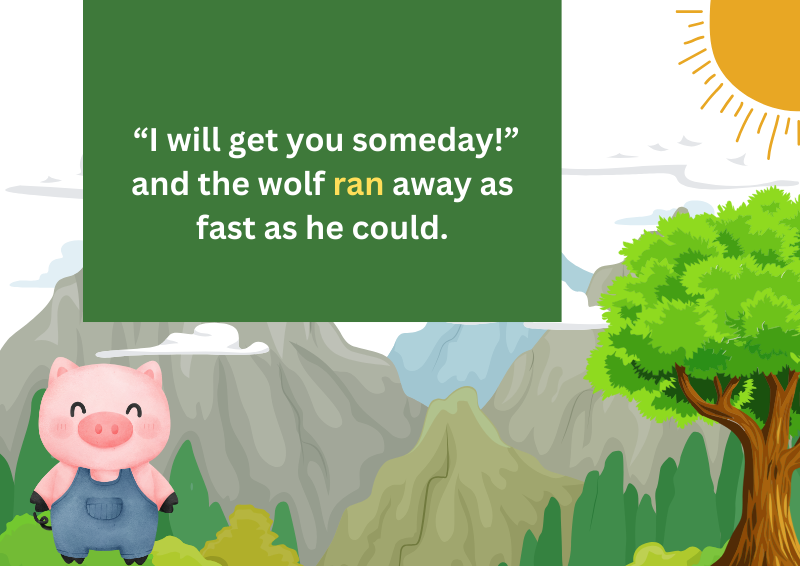 “I will get you someday!”
and the wolf ran away as
fast as he could.